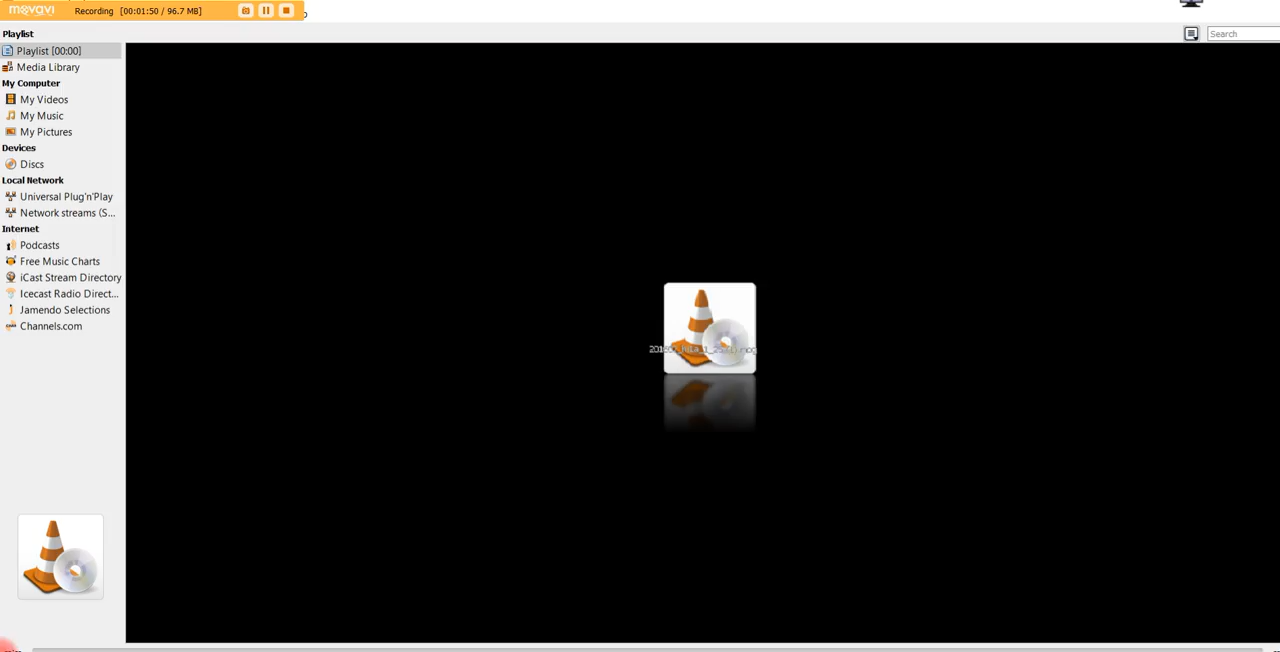 movavi Recording [00:01:50 / 96.7 MB]
Playlist
Search
Playlist [00:00]
Media Library
My Computer
My Videos
My Music
My Pictures
Devices
Discs
Local Network
Universal Plug'n'Play
Network streams (S...
Internet
Podcasts
Free Music Charts
iCast Stream Directory
Icecast Radio Direct...
Jamendo Selections
Channels.com